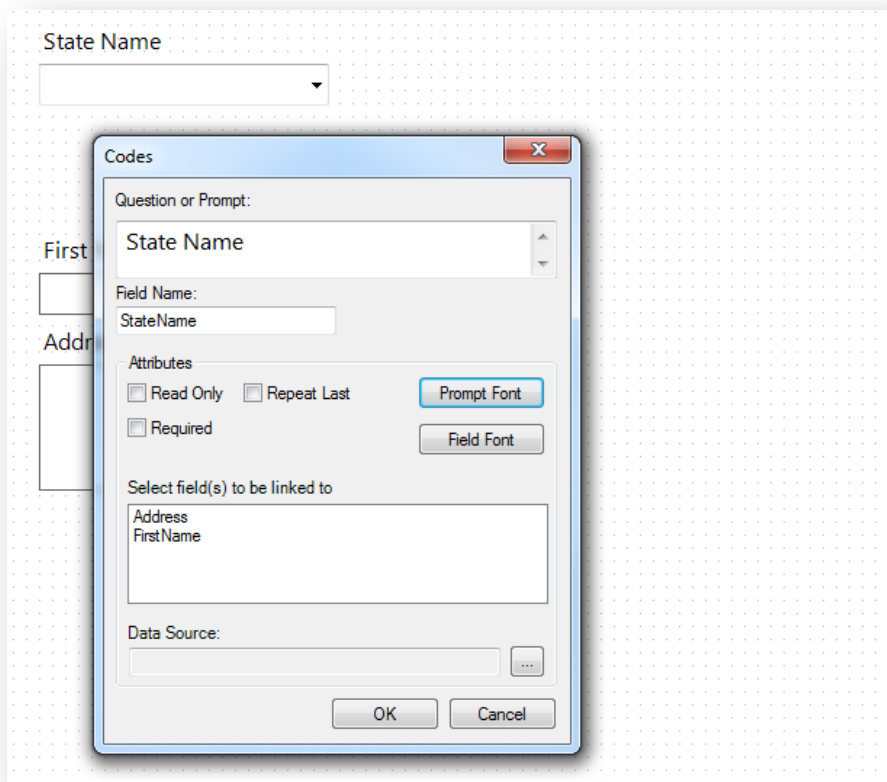 State Name
Codes
Question or Prompt:
State Name
First
Field Name:
StateName
Addre
Attributes
Read Only Repeat Last Prompt Font
Required Field Font
Select field(s) to be linked to
Address
FirstName
Data Source:
...
OK Cancel